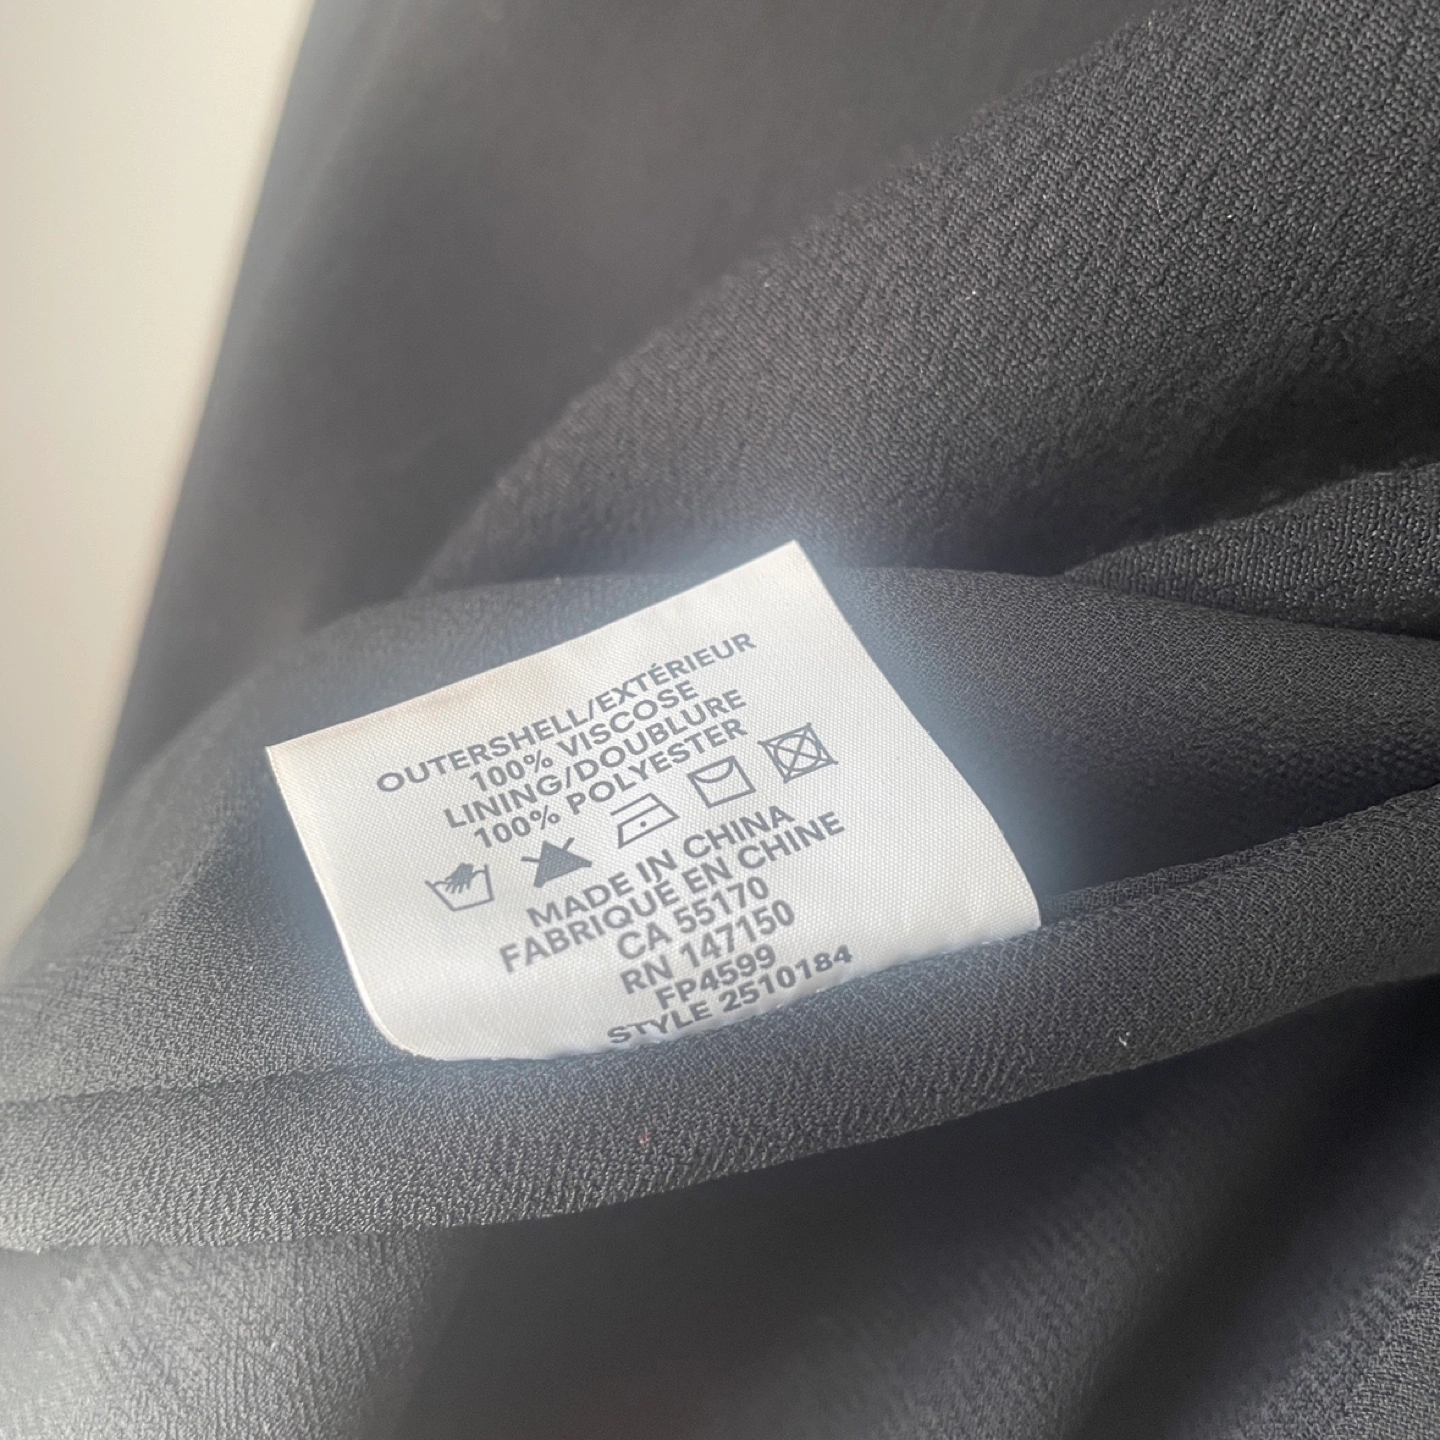 OUTERSHELL/EXTÉRIEUR
100% VISCOSE
LINING/DOUBLURE
100% POLYESTER
MADE IN CHINA
FABRIQUÉ EN CHINE
CA 55170
RN 147150
FP4599
STYLE 2510184